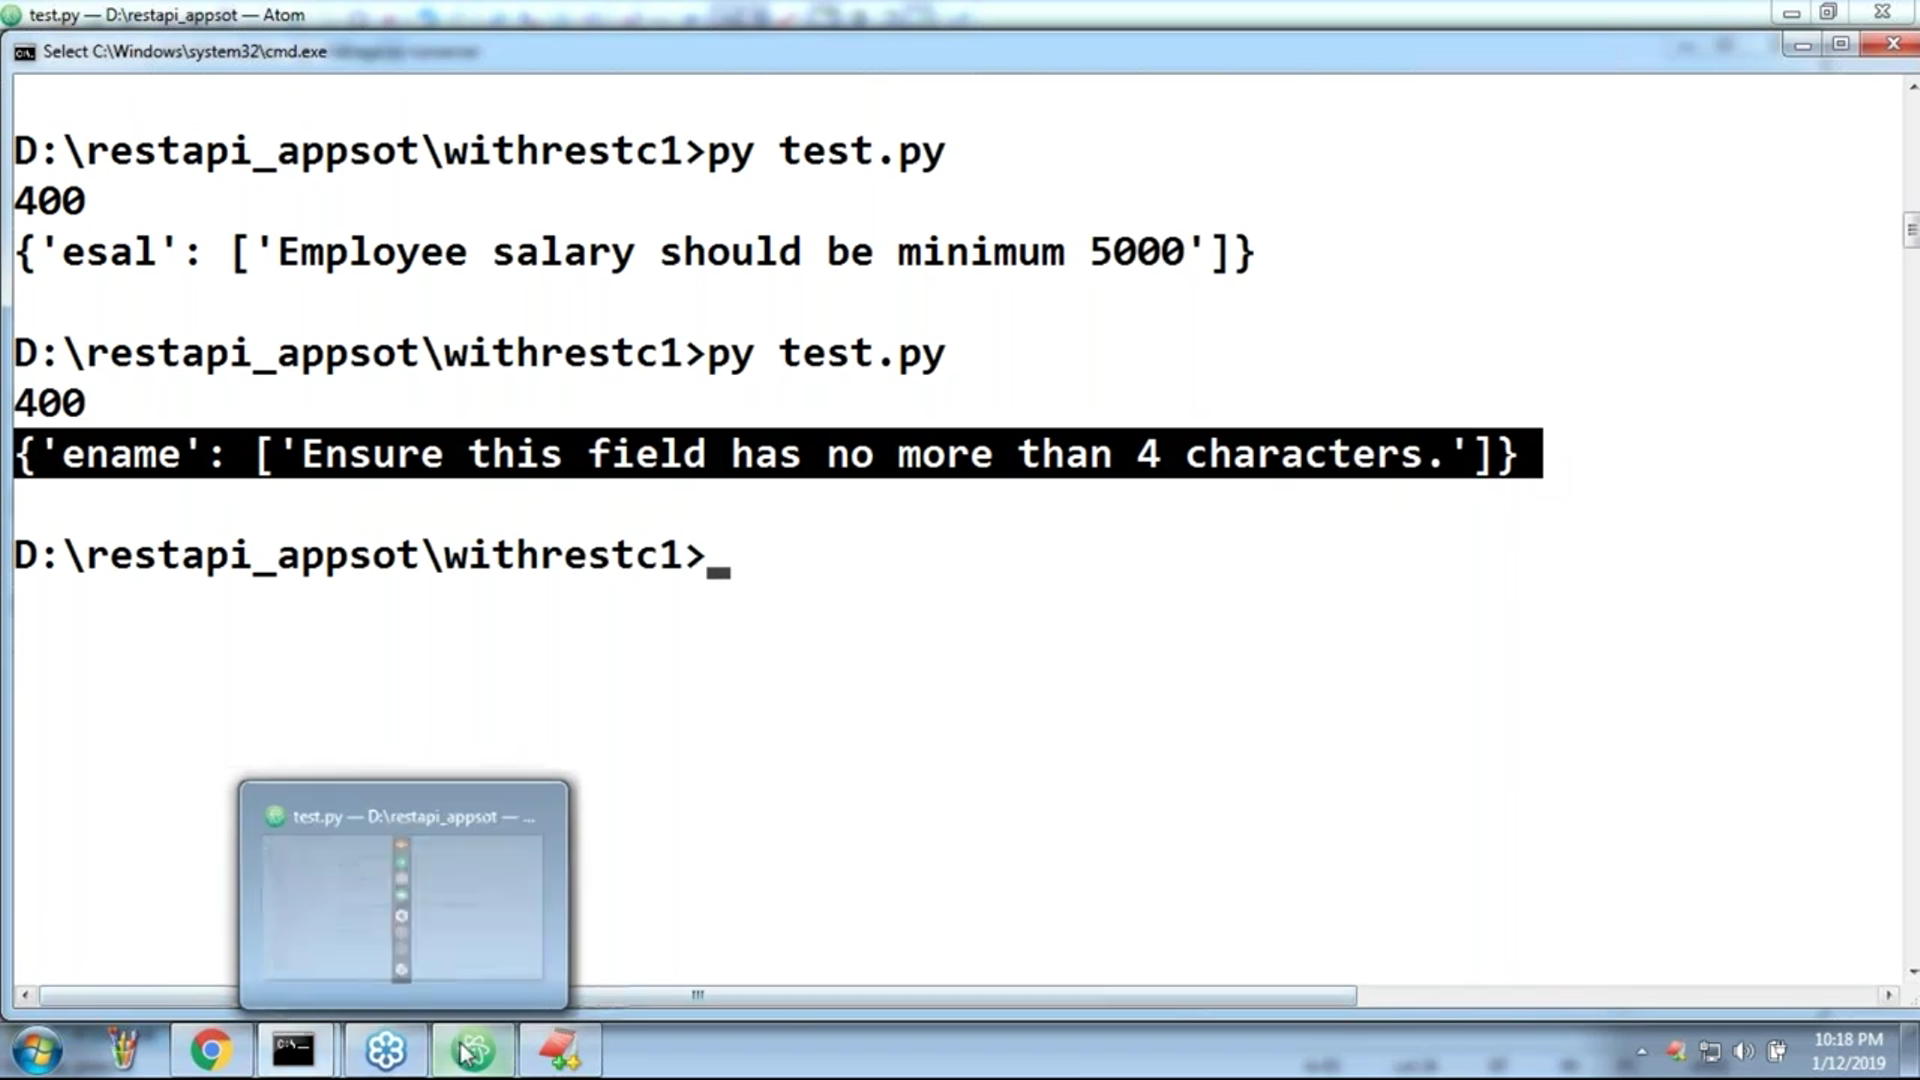 test.py — D:\restapi_appsot — Atom
Select C:\Windows\system32\cmd.exe
D:\restapi_appsot\withrestc1>py test.py
400
{'esal': ['Employee salary should be minimum 5000']}
D:\restapi_appsot\withrestc1>py test.py
400
{'ename': ['Ensure this field has no more than 4 characters.']}
D:\restapi_appsot\withrestc1>
test.py — D:\restapi_appsot — ...
10:18 PM
1/12/2019